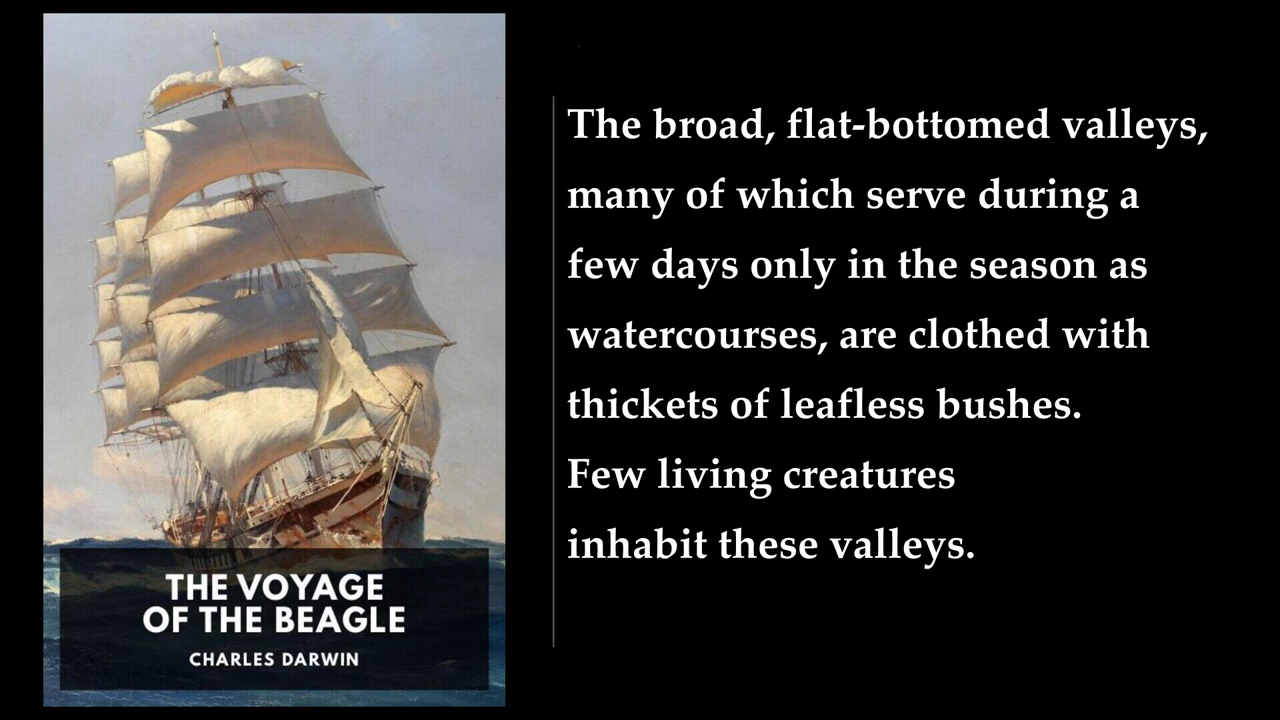 THE VOYAGE
OF THE BEAGLE
CHARLES DARWIN
The broad, flat-bottomed valleys,
many of which serve during a
few days only in the season as
watercourses, are clothed with
thickets of leafless bushes.
Few living creatures
inhabit these valleys.